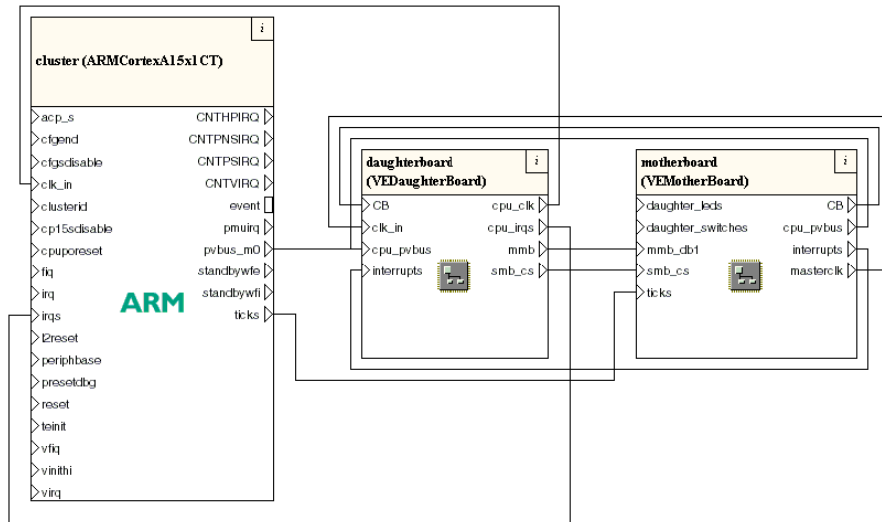 i
cluster (ARMCortexA15x1CT)
acp_s
cfgend
cfgsdisable
clk_in
clusterid
cp15sdisable
cpuporeset
fiq
irq
irqs
l2reset
periphbase
presetdbg
reset
teinit
vfiq
vinithi
virq
CNTHPIRQ
CNTPNSIRQ
CNTPSIRQ
CNTVIRQ
event
pmuirq
pvbus_m0
standbywfe
standbywfi
ticks
ARM
daughterboard
(VEDaughterBoard)
i
CB
clk_in
cpu_pvbus
interrupts
cpu_clk
cpu_irqs
mmb
smb_cs
motherboard
(VEMotherBoard)
i
daughter_leds
daughter_switches
mmb_db1
smb_cs
ticks
CB
cpu_pvbus
interrupts
masterclk